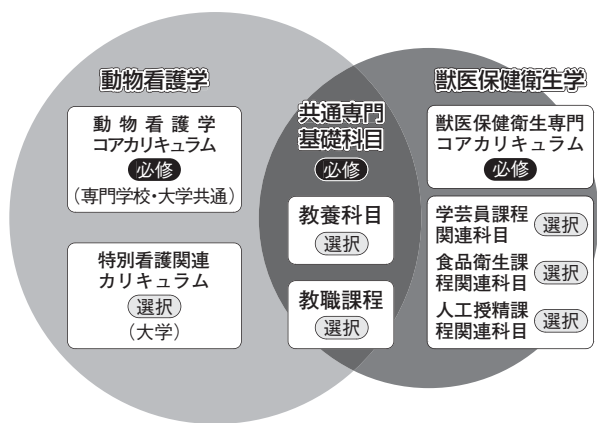 動物看護学
動物看護学
コアカリキュラム
必修
(専門学校・大学共通)
特別看護関連
カリキュラム
選択
(大学)
共通専門
基礎科目
必修
教養科目
選択
教職課程
選択
獣医保健衛生学
獣医保健衛生専門
コアカリキュラム
必修
学芸員課程
関連科目
選択
食品衛生課
程関連科目
選択
人工授精課
程関連科目
選択